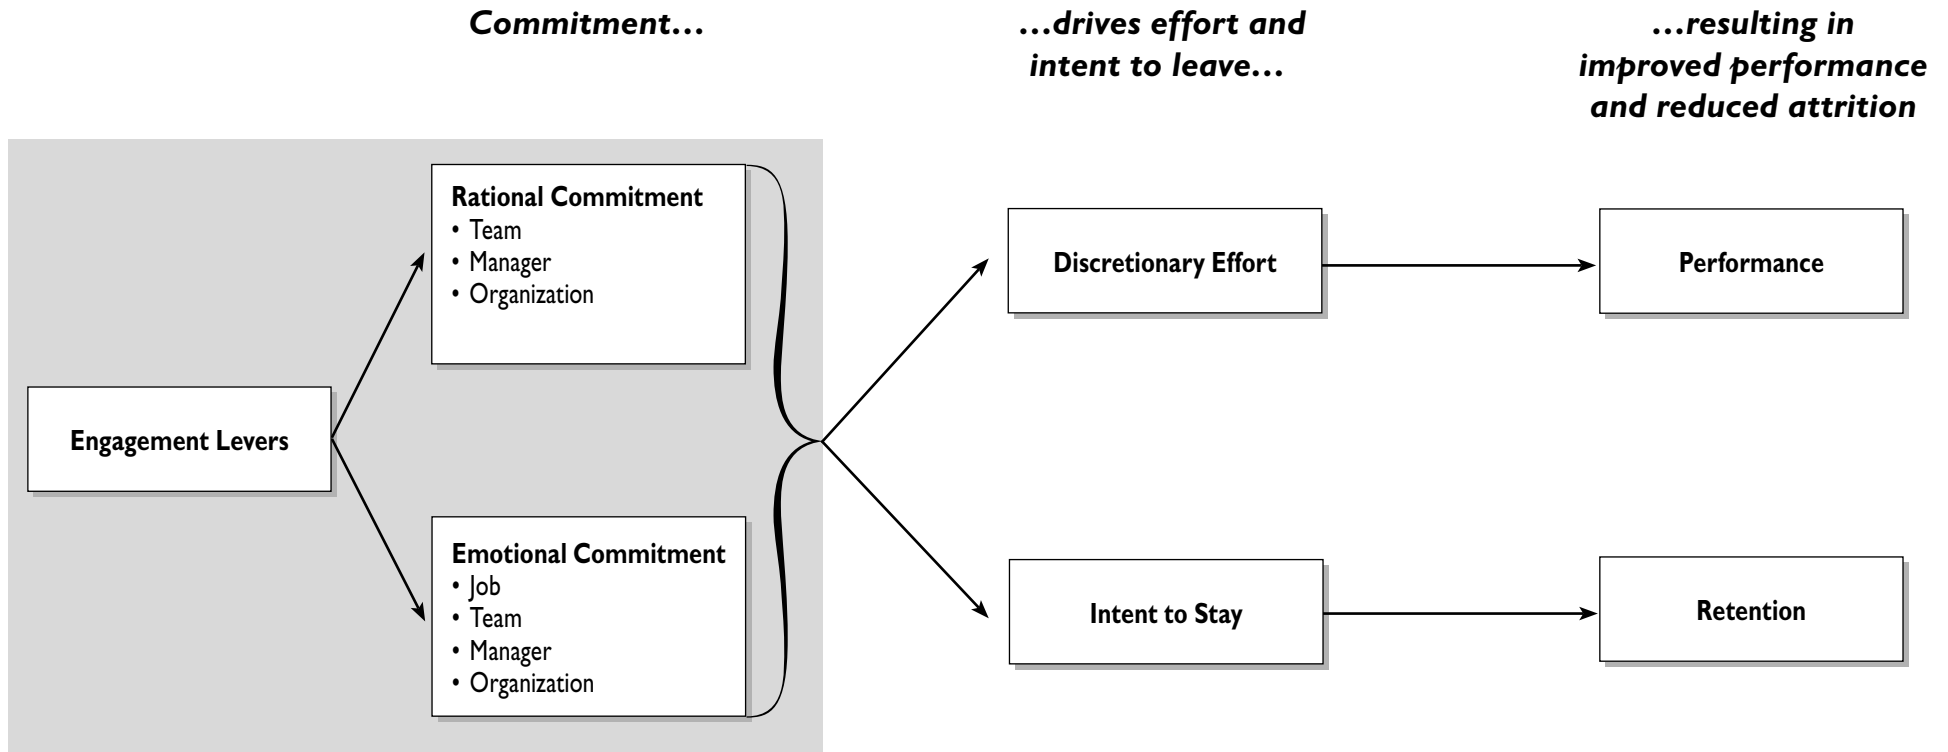 Commitment…
…drives effort and
intent to leave…
…resulting in
improved performance
and reduced attrition
Rational Commitment
• Team
• Manager
• Organization
Engagement Levers
Emotional Commitment
• Job
• Team
• Manager
• Organization
Discretionary Effort
Performance
Intent to Stay
Retention